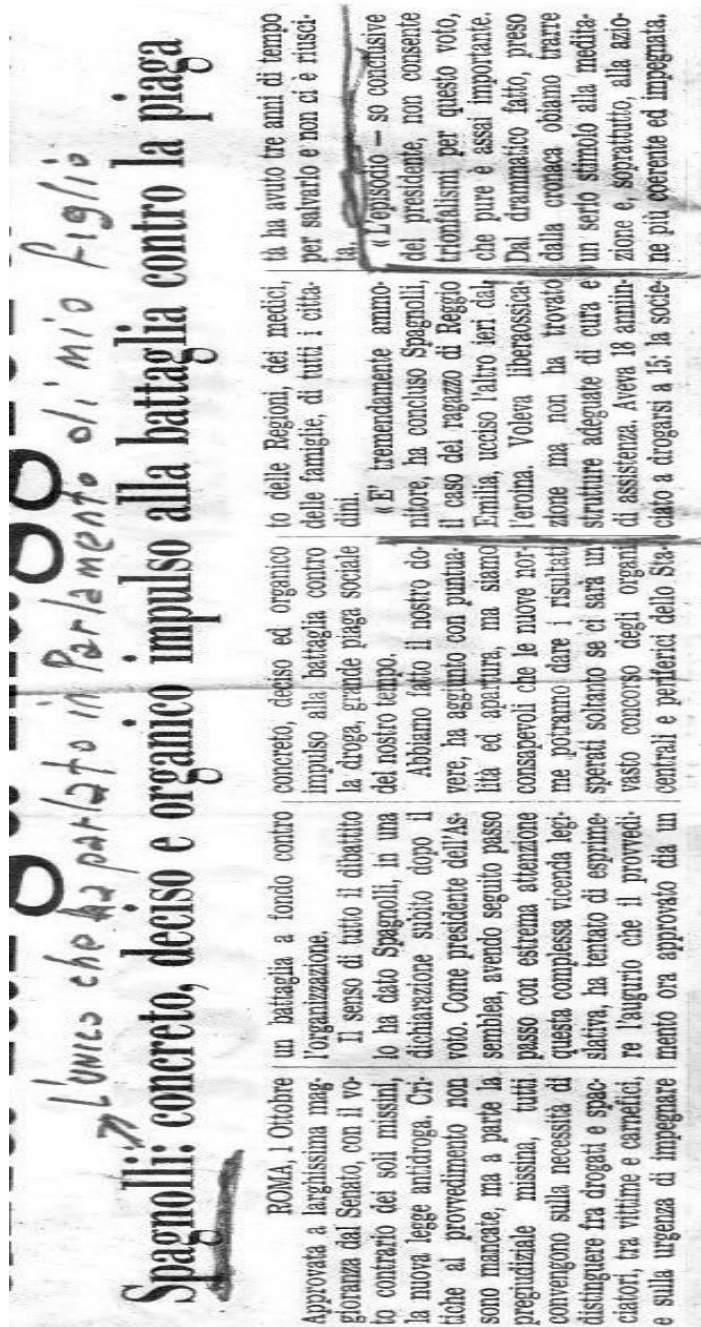 L'UNICO che ha parlato in Parlamento di mio figlio
Spagnolli: concreto, deciso e organico impulso alla battaglia contro la piaga
ROMA, 1 Ottobre
Approvata a larghissima mag-
gioranza dal Senato, con il vo-
to contrario dei soli missini,
la nuova legge antidroga. Cri-
tiche al provvedimento non
sono mancate, ma a parte la
pregiudiziale missina, tutti
convengono sulla necessità di
distinguere fra drogati e spac-
ciatori, tra vittime e carnefici,
e sulla urgenza di impegnare
un battaglia a fondo contro
l'organizzazione.
Il senso di tutto il dibattito
lo ha dato Spagnolli, in una
dichiarazione subito dopo il
voto. Come presidente dell'As-
semblea, avendo seguito passo
passo con estrema attenzione
questa complessa vicenda legi-
slativa, ha tentato di esprime-
re l'augurio che il provvedi-
mento ora approvato dia un
concreto, deciso ed organico
impulso alla battaglia contro
la droga, grande piaga sociale
del nostro tempo.
Abbiamo fatto il nostro do-
vere, ha aggiunto con puntua-
lità ed apartura, ma siamo
consapevoli che le nuove nor-
me potranno dare i risultati
sperati soltanto se ci sarà un
vasto concorso degli organi
centrali e periferici dello Sta-
to delle Regioni, dei medici,
delle famiglie, di tutti i citta-
dini.
«E' tremendamente ammo-
nitore, ha concluso Spagnolli,
il caso del ragazzo di Reggio
Emilia, ucciso l'altro ieri dal-
l'eroina. Voleva liberaossica-
zione ma non ha trovato
strutture adeguate di cura e
di assistenza. Aveva 18 anniin-
ciato a drogarsi a 15: la socie-
tà ha avuto tre anni di tempo
per salvarlo e non ci è riusci-
ta.
«L'episodio — so conclusive
del presidente, non consente
trionfalismi per questo voto,
che pure è assai importante.
Dal drammatico fatto, preso
dalla cronaca obiano trarre
un serio stimolo alla medita-
zione e, soprattutto, alla azio-
ne più coerente ed impegnata.